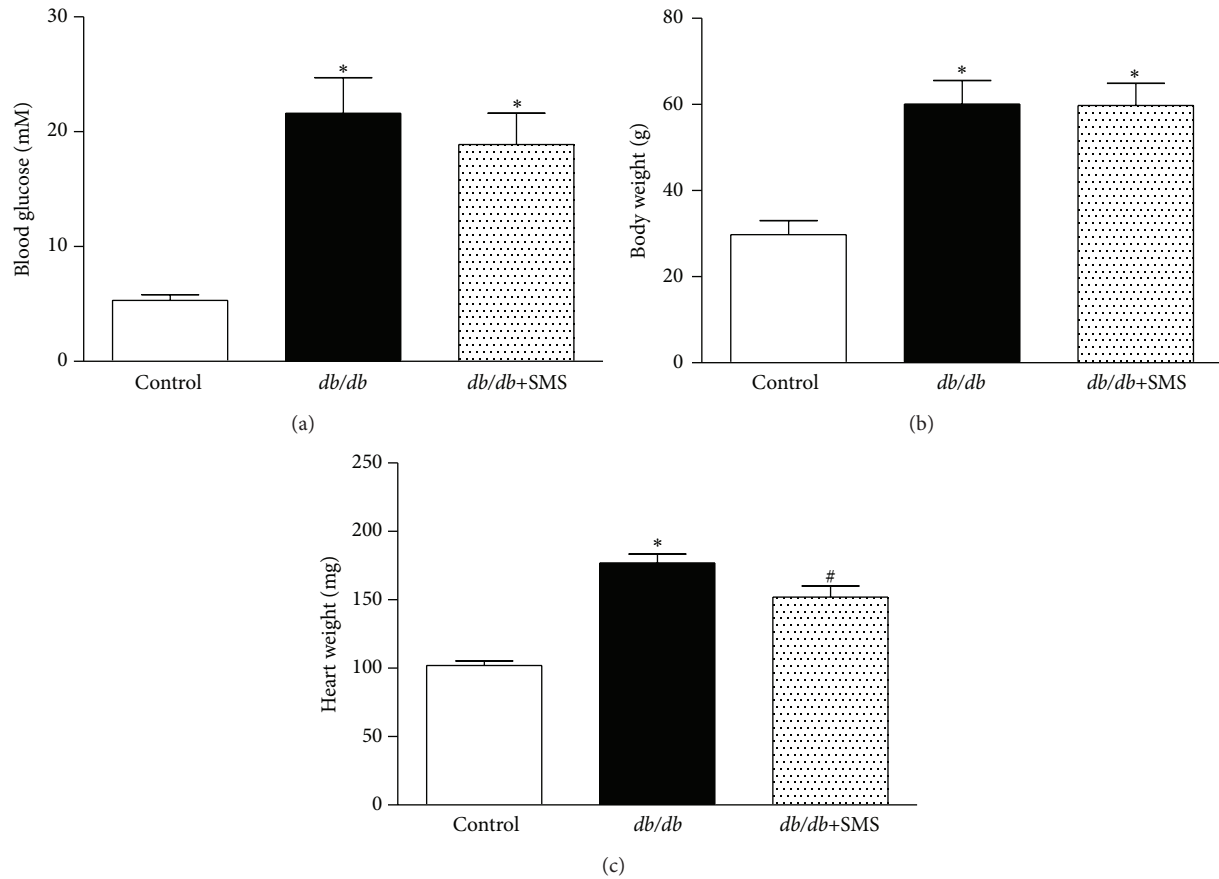 Blood glucose (mM)
30
20
10
0
*
*
Control
db/db
db/db+SMS
(a)
Body weight (g)
80
60
40
20
0
*
*
Control
db/db
db/db+SMS
(b)
Heart weight (mg)
250
200
150
100
50
0
*
#
Control
db/db
db/db+SMS
(c)